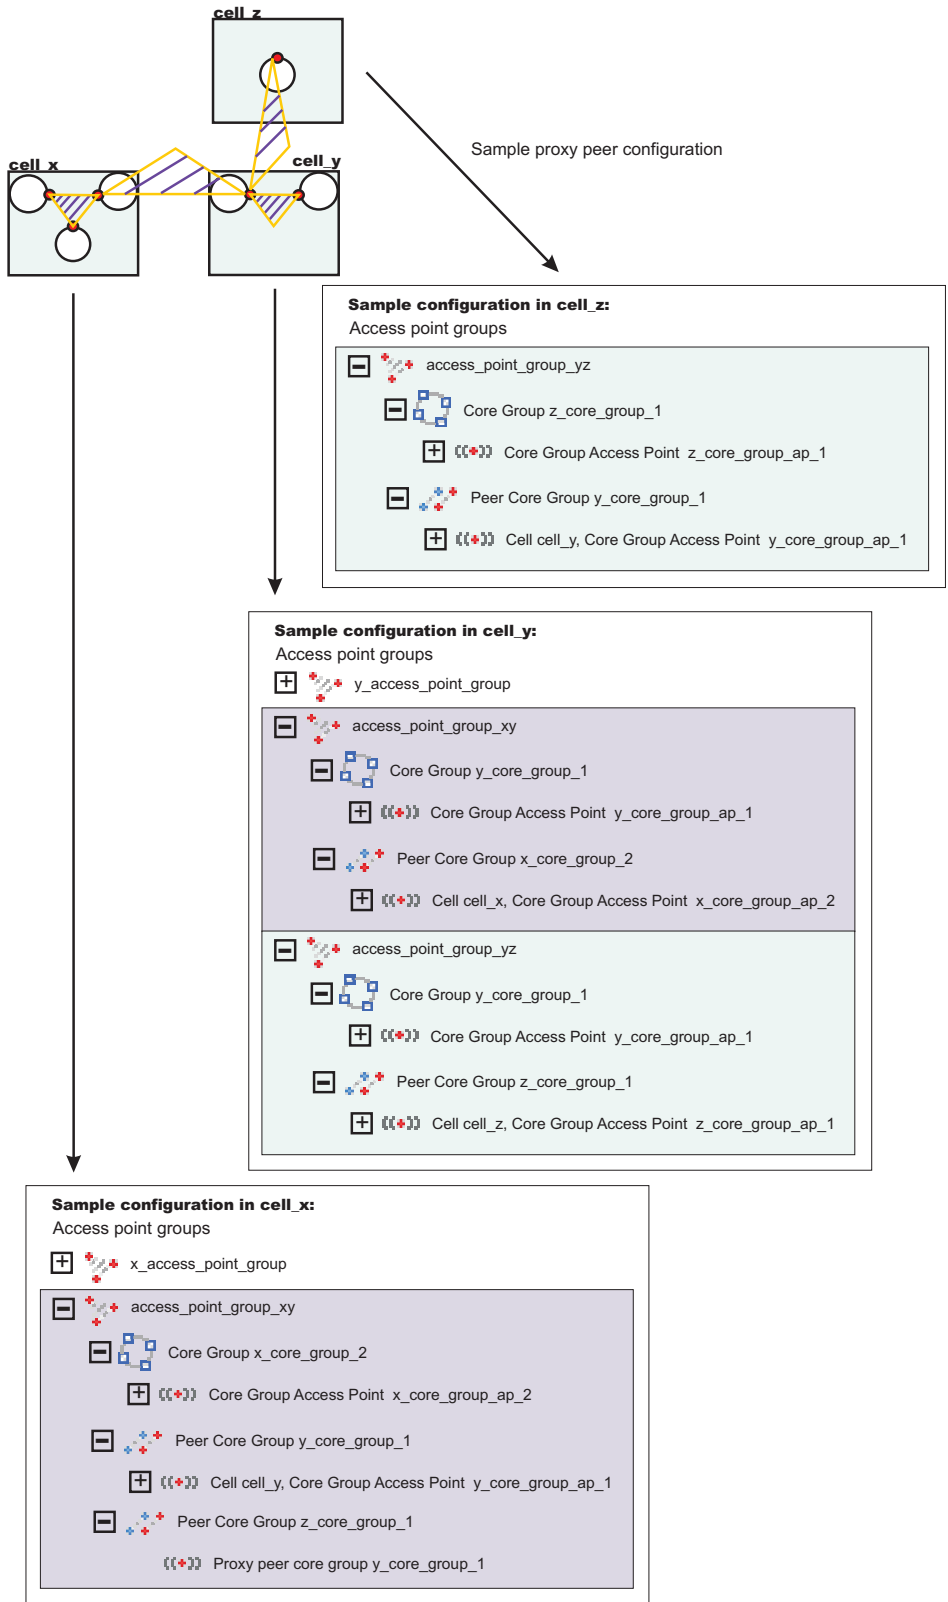 cell_z
cell_x
cell_y
Sample proxy peer configuration
Sample configuration in cell_z:
Access point groups
access_point_group_yz
Core Group z_core_group_1
Core Group Access Point z_core_group_ap_1
Peer Core Group y_core_group_1
Cell cell_y, Core Group Access Point y_core_group_ap_1
Sample configuration in cell_y:
Access point groups
y_access_point_group
access_point_group_xy
Core Group y_core_group_1
Core Group Access Point y_core_group_ap_1
Peer Core Group x_core_group_2
Cell cell_x, Core Group Access Point x_core_group_ap_2
access_point_group_yz
Core Group y_core_group_1
Core Group Access Point y_core_group_ap_1
Peer Core Group z_core_group_1
Cell cell_z, Core Group Access Point z_core_group_ap_1
Sample configuration in cell_x:
Access point groups
x_access_point_group
access_point_group_xy
Core Group x_core_group_2
Core Group Access Point x_core_group_ap_2
Peer Core Group y_core_group_1
Cell cell_y, Core Group Access Point y_core_group_ap_1
Peer Core Group z_core_group_1
Proxy peer core group y_core_group_1